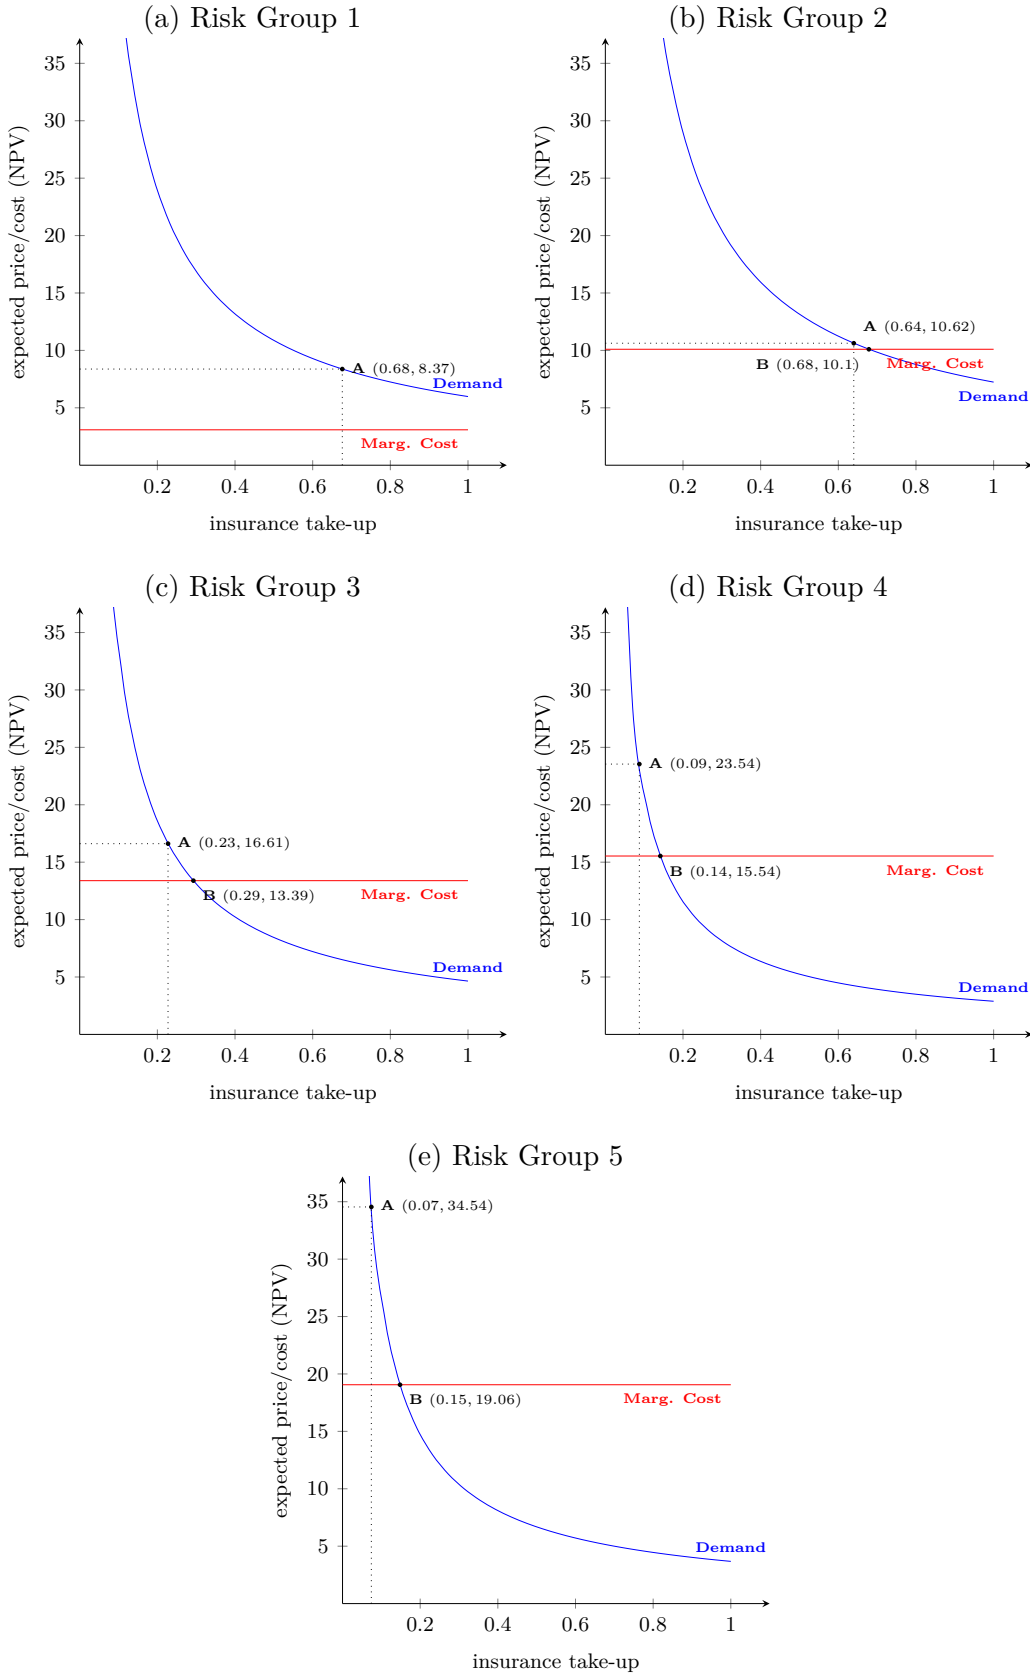 (a) Risk Group 1
expected price/cost (NPV)
35
30
25
20
15
10
5
A (0.68, 8.37)
Demand
Marg. Cost
0.2 0.4 0.6 0.8 1
insurance take-up
(b) Risk Group 2
expected price/cost (NPV)
35
30
25
20
15
10
5
A (0.64, 10.62)
B (0.68, 10.1)
Marg. Cost
Demand
0.2 0.4 0.6 0.8 1
insurance take-up
(c) Risk Group 3
expected price/cost (NPV)
35
30
25
20
15
10
5
A (0.23, 16.61)
B (0.29, 13.39)
Marg. Cost
Demand
0.2 0.4 0.6 0.8 1
insurance take-up
(d) Risk Group 4
expected price/cost (NPV)
35
30
25
20
15
10
5
A (0.09, 23.54)
B (0.14, 15.54)
Marg. Cost
Demand
0.2 0.4 0.6 0.8 1
insurance take-up
(e) Risk Group 5
expected price/cost (NPV)
35
30
25
20
15
10
5
A (0.07, 34.54)
B (0.15, 19.06)
Marg. Cost
Demand
0.2 0.4 0.6 0.8 1
insurance take-up